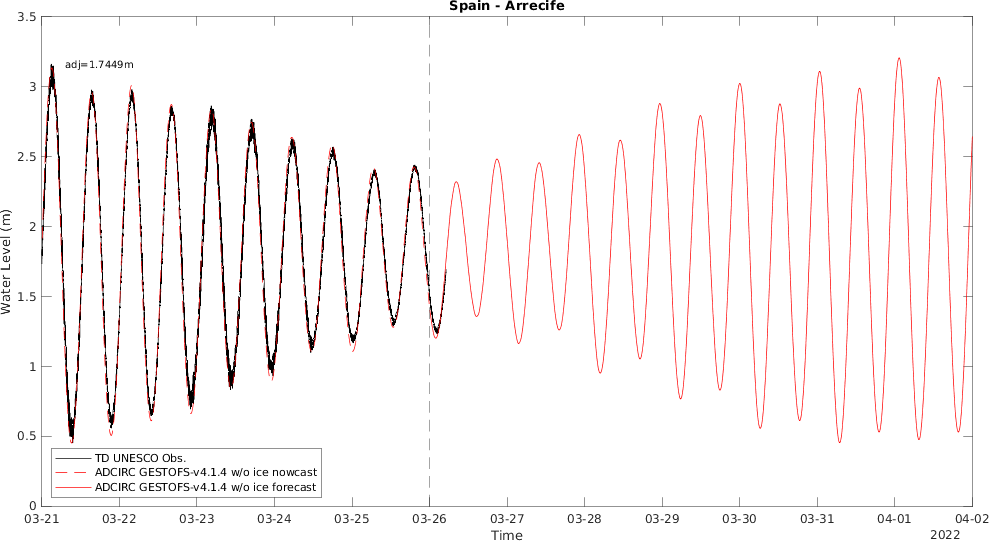 Spain - Arrecife
adj=1.7449m
3.5
3
2.5
2
1.5
1
0.5
0
Water Level (m)
TD UNESCO Obs.
ADCIRC GESTOFS-v4.1.4 w/o ice nowcast
ADCIRC GESTOFS-v4.1.4 w/o ice forecast
03-21 03-22 03-23 03-24 03-25 03-26 03-27 03-28 03-29 03-30 03-31 04-01 04-02
Time
2022